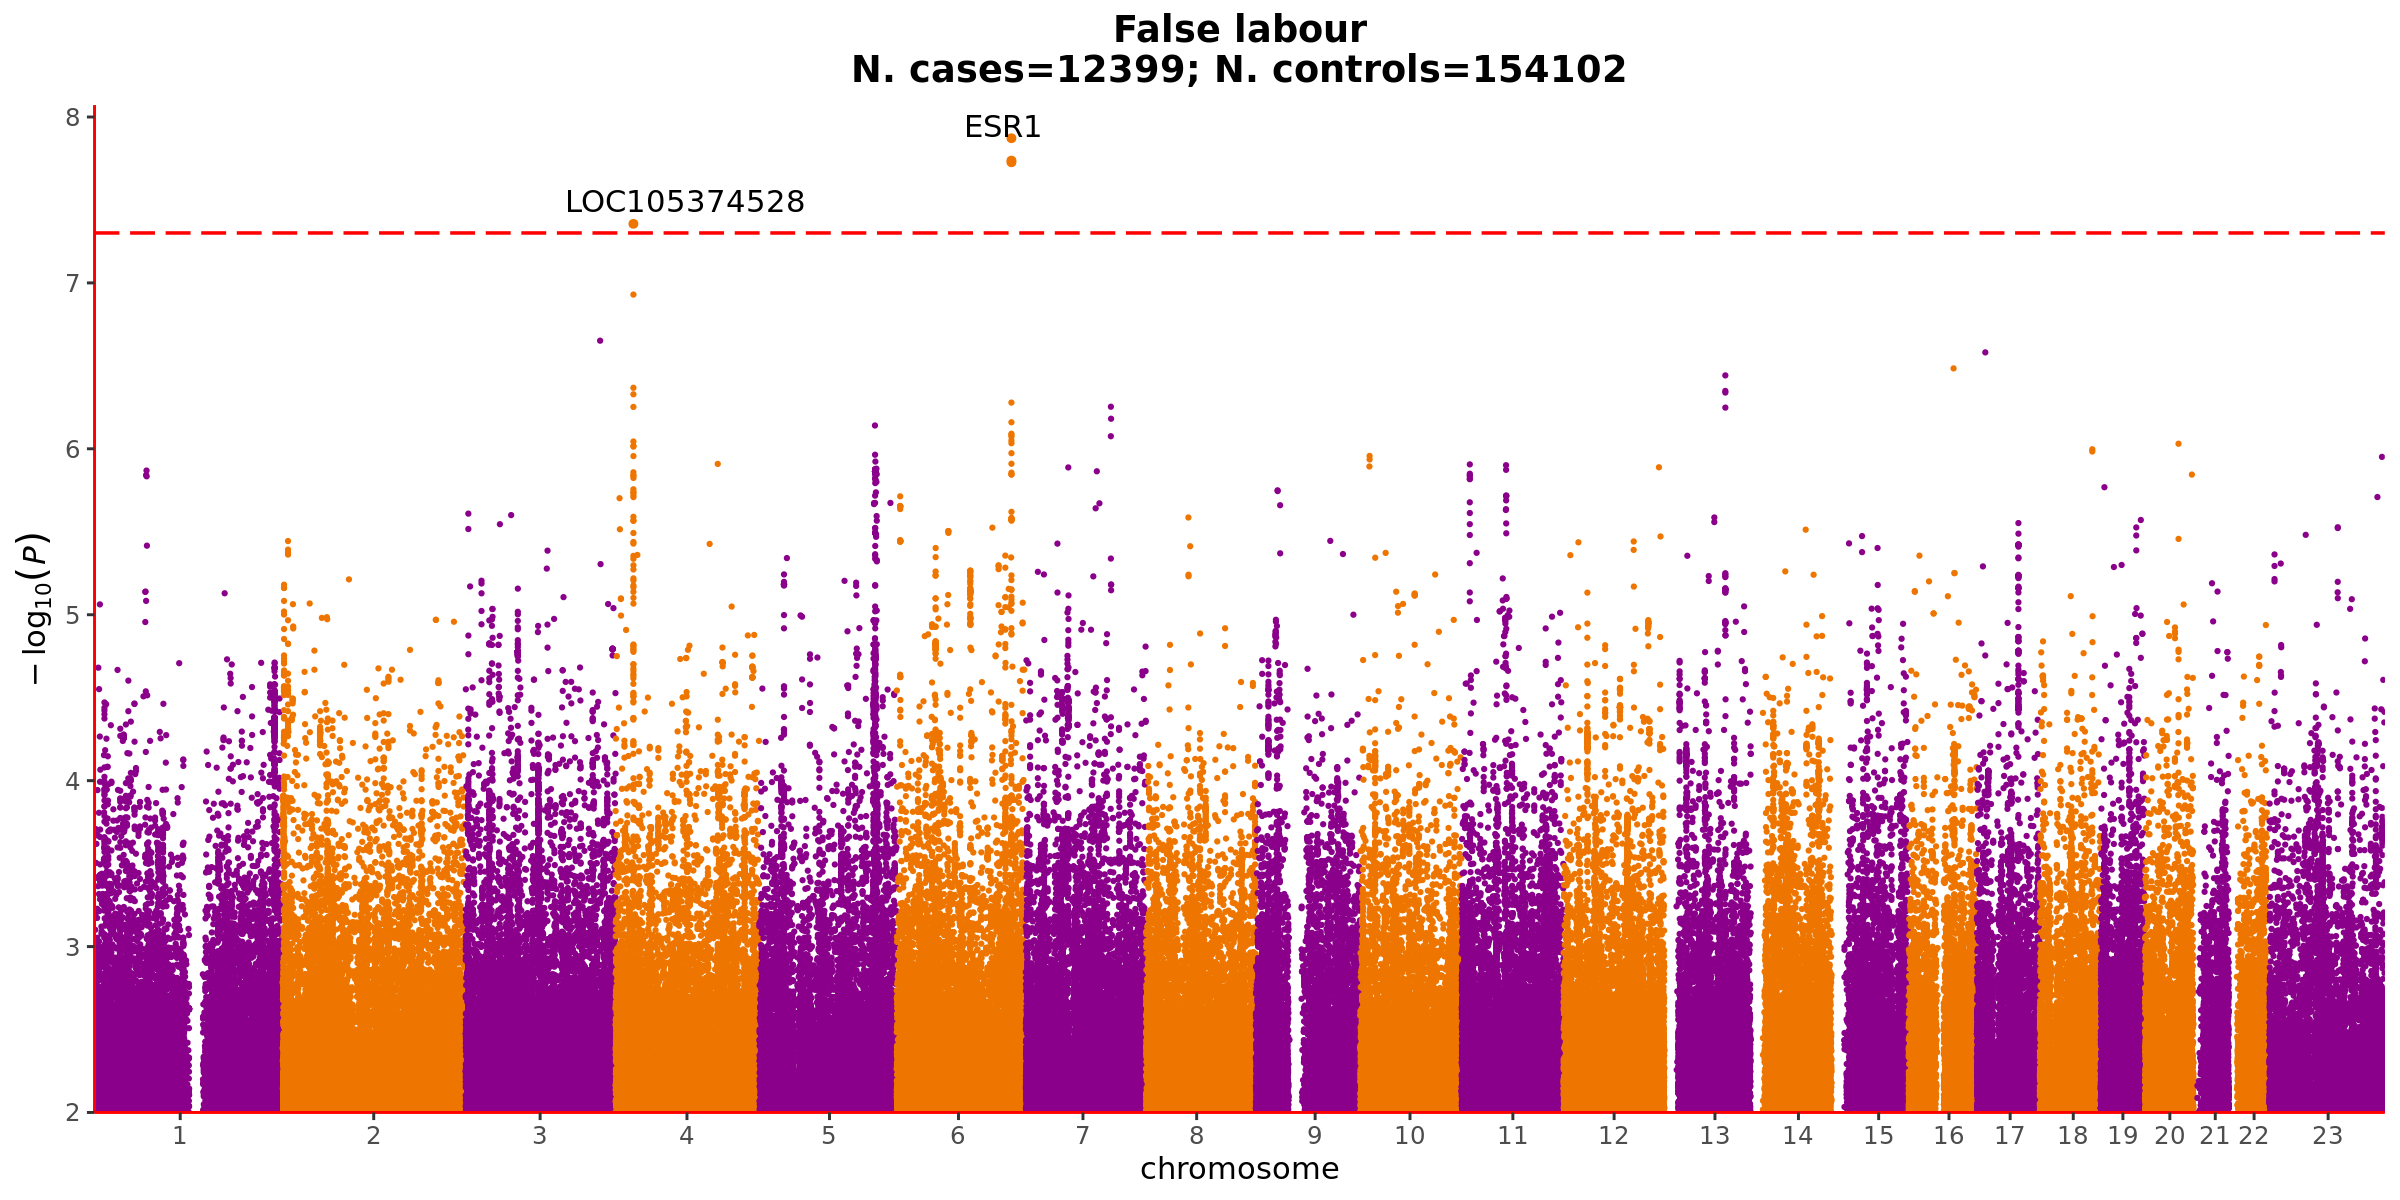 False labour
N. cases=12399; N. controls=154102
8
ESR1
LOC105374528
7
6
5
4
3
2
−log10(P)
1 2 3 4 5 6 7 8 9 10 11 12 13 14 15 16 17 18 19 20 21 22 23
chromosome